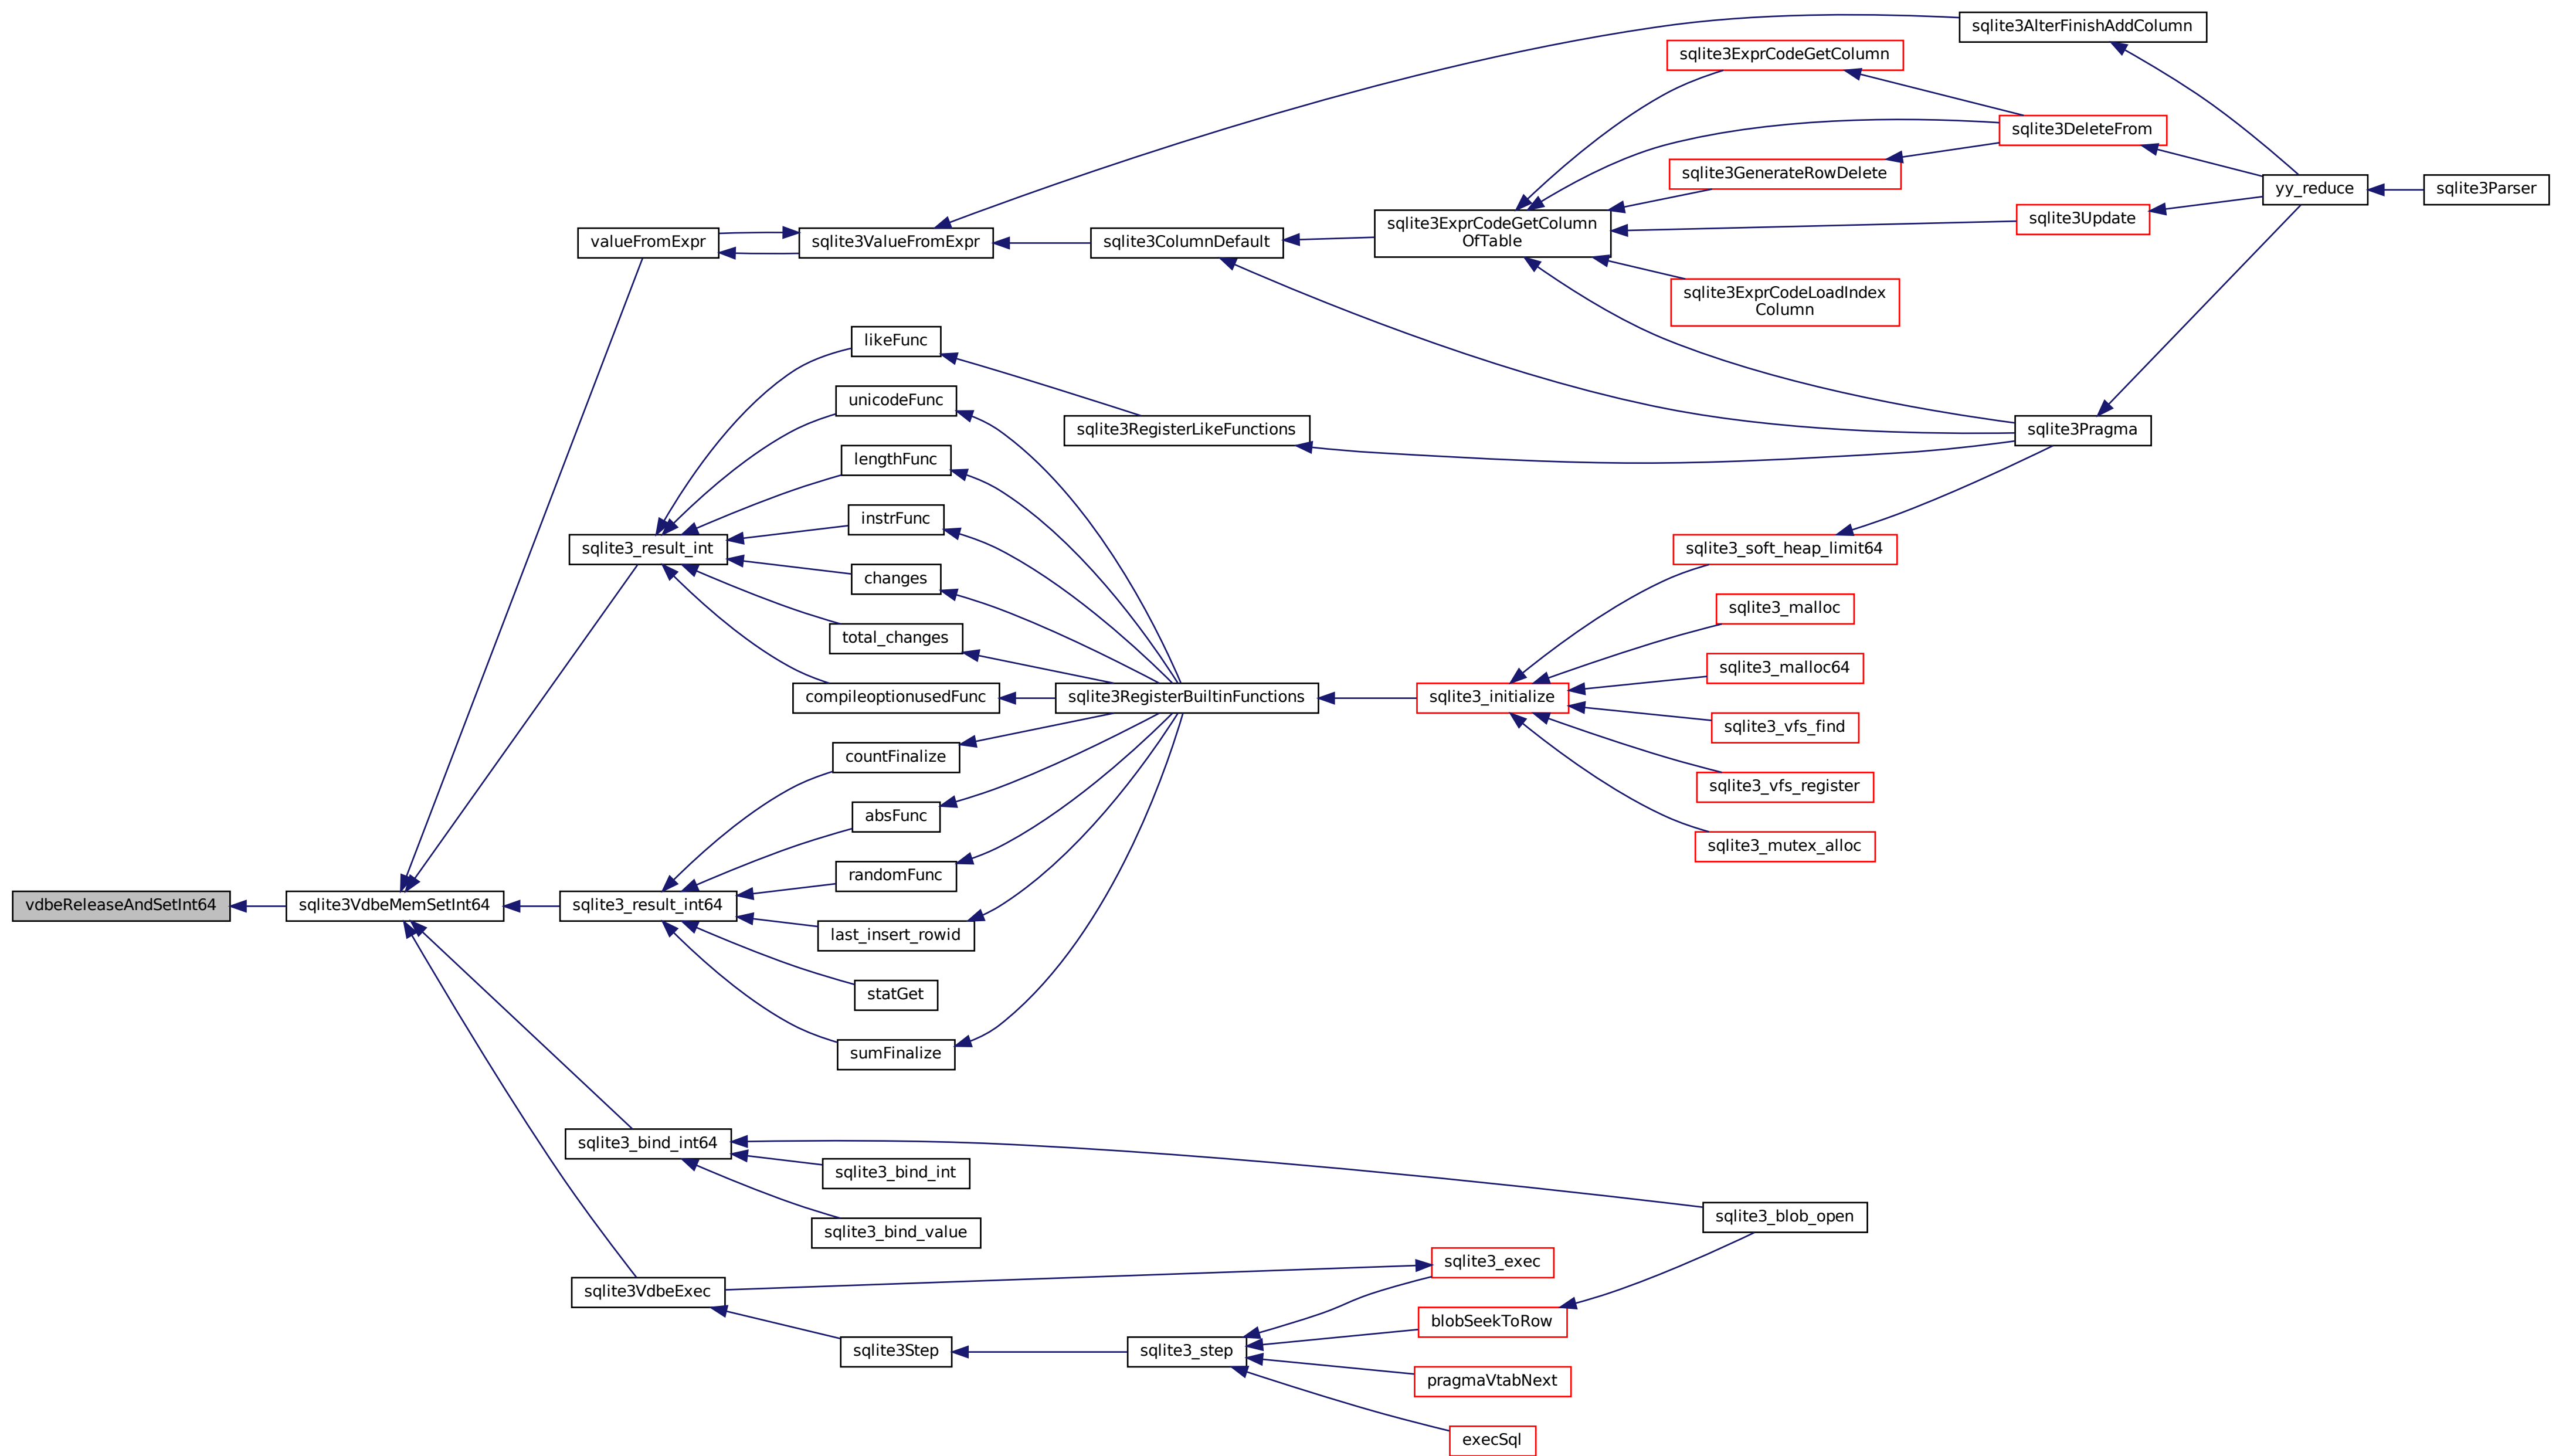 sqlite3AlterFinishAddColumn
sqlite3ExprCodeGetColumn
sqlite3DeleteFrom
sqlite3GenerateRowDelete
yy_reduce
sqlite3Parser
sqlite3Update
sqlite3ExprCodeGetColumn
OfTable
valueFromExpr
sqlite3ValueFromExpr
sqlite3ColumnDefault
sqlite3ExprCodeLoadIndex
Column
likeFunc
unicodeFunc
sqlite3RegisterLikeFunctions
sqlite3Pragma
lengthFunc
instrFunc
sqlite3_result_int
sqlite3_soft_heap_limit64
changes
sqlite3_malloc
total_changes
sqlite3_malloc64
compileoptionusedFunc
sqlite3RegisterBuiltinFunctions
sqlite3_initialize
sqlite3_vfs_find
countFinalize
sqlite3_vfs_register
absFunc
sqlite3_mutex_alloc
randomFunc
vdbeReleaseAndSetInt64
sqlite3VdbeMemSetInt64
sqlite3_result_int64
last_insert_rowid
statGet
sumFinalize
sqlite3_bind_int64
sqlite3_bind_int
sqlite3_blob_open
sqlite3_bind_value
sqlite3_exec
sqlite3VdbeExec
blobSeekToRow
sqlite3Step
sqlite3_step
pragmaVtabNext
execSql